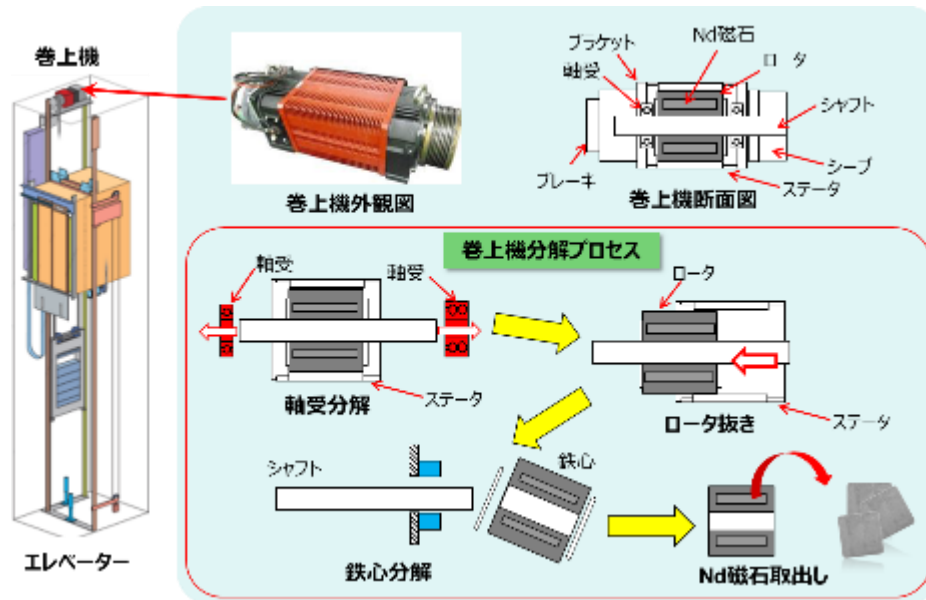 巻上機
エレベーター
巻上機外観図
ブラケット
Nd磁石
軸受
ロータ
シャフト
シーブ
ブレーキ
ステータ
巻上機断面図
巻上機分解プロセス
軸受
軸受
ステータ
軸受分解
ロータ
ステータ
ロータ抜き
シャフト
鉄心
鉄心分解
Nd磁石取出し